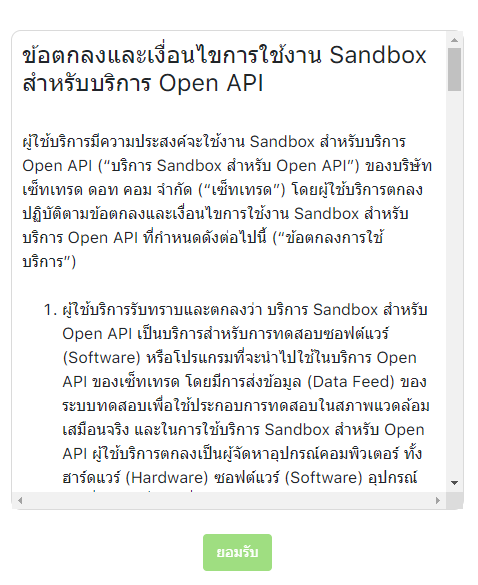 ข้อตกลงและเงื่อนไขการใช้งาน Sandbox
สำหรับบริการ Open API
ผู้ใช้บริการมีความประสงค์จะใช้งาน Sandbox สำหรับบริการ
Open API (“บริการ Sandbox สำหรับ Open API”) ของบริษัท
เซ็ทเทรด ดอท คอม จำกัด (“เซ็ทเทรด”) โดยผู้ใช้บริการตกลง
ปฏิบัติตามข้อตกลงและเงื่อนไขการใช้งาน Sandbox สำหรับ
บริการ Open API ที่กำหนดดังต่อไปนี้ (“ข้อตกลงการใช้
บริการ”)
1. ผู้ใช้บริการรับทราบและตกลงว่า บริการ Sandbox สำหรับ
Open API เป็นบริการสำหรับการทดสอบซอฟต์แวร์
(Software) หรือโปรแกรมที่จะนำไปใช้ในบริการ Open
API ของเซ็ทเทรด โดยมีการส่งข้อมูล (Data Feed) ของ
ระบบทดสอบเพื่อใช้ประกอบการทดสอบในสภาพแวดล้อม
เสมือนจริง และในการใช้บริการ Sandbox สำหรับ Open
API ผู้ใช้บริการตกลงเป็นผู้จัดหาอุปกรณ์คอมพิวเตอร์ ทั้ง
ฮาร์ดแวร์ (Hardware) ซอฟต์แวร์ (Software) อุปกรณ์
ยอมรับ